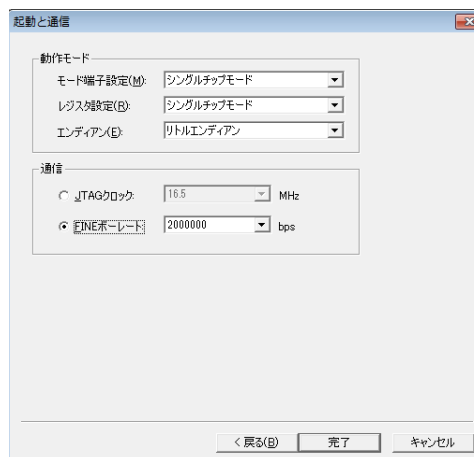 起動と通信
動作モード
モード端子設定(M): シングルチップモード
レジスタ設定(R): シングルチップモード
エンディアン(E): リトルエンディアン
通信
JTAGクロック: 16.5 MHz
FINEボーレート 2000000 bps
< 戻る(B) 完了 キャンセル